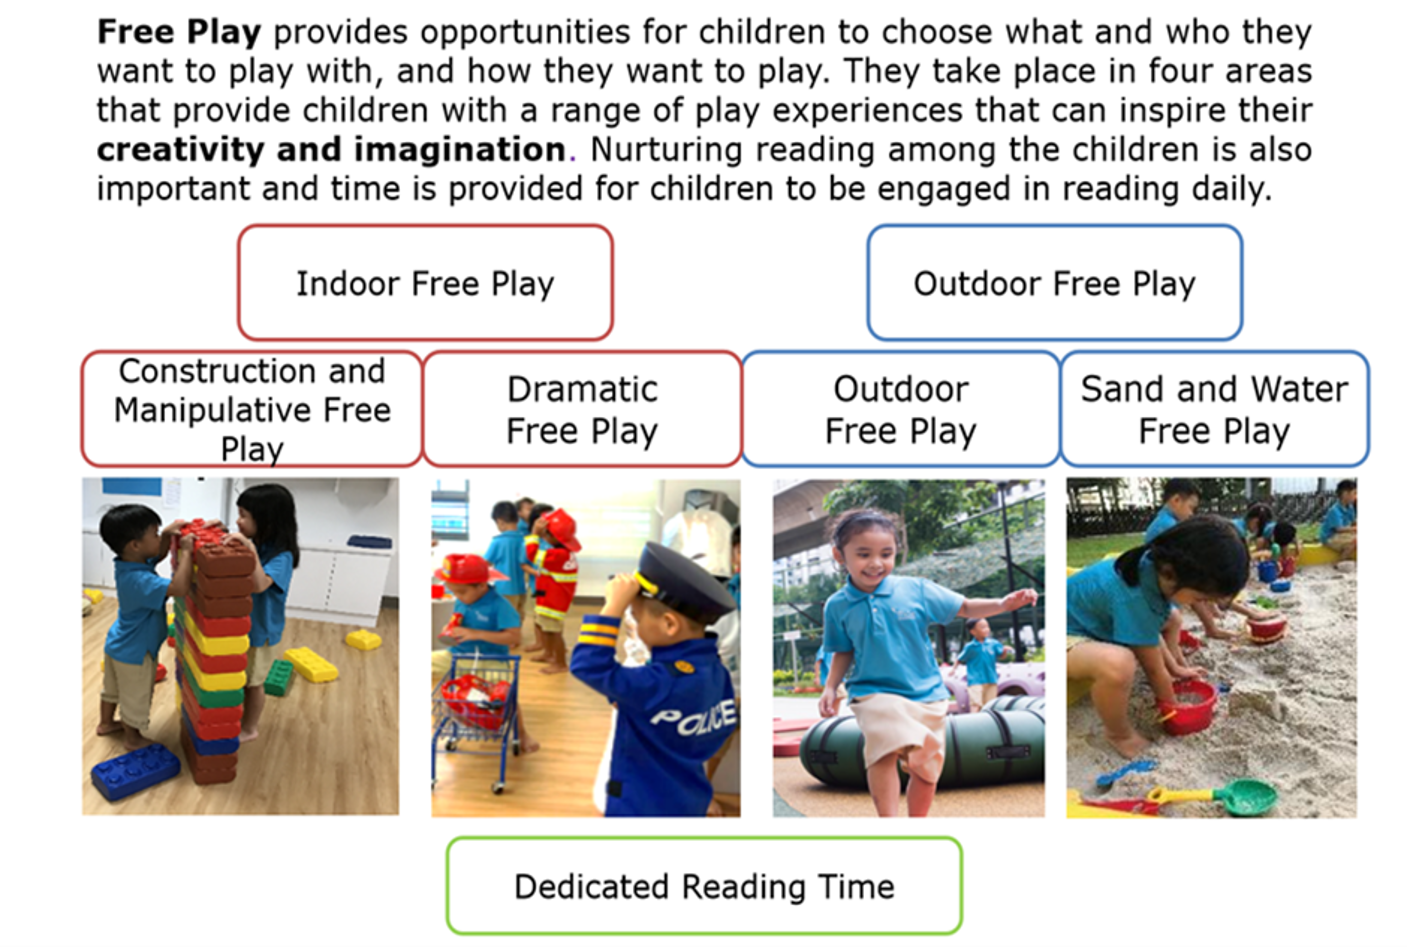 Free Play provides opportunities for children to choose what and who they
want to play with, and how they want to play. They take place in four areas
that provide children with a range of play experiences that can inspire their
creativity and imagination. Nurturing reading among the children is also
important and time is provided for children to be engaged in reading daily.
Indoor Free Play
Outdoor Free Play
Construction and
Manipulative Free
Play
Dramatic
Free Play
Outdoor
Free Play
Sand and Water
Free Play
POLICE
Dedicated Reading Time